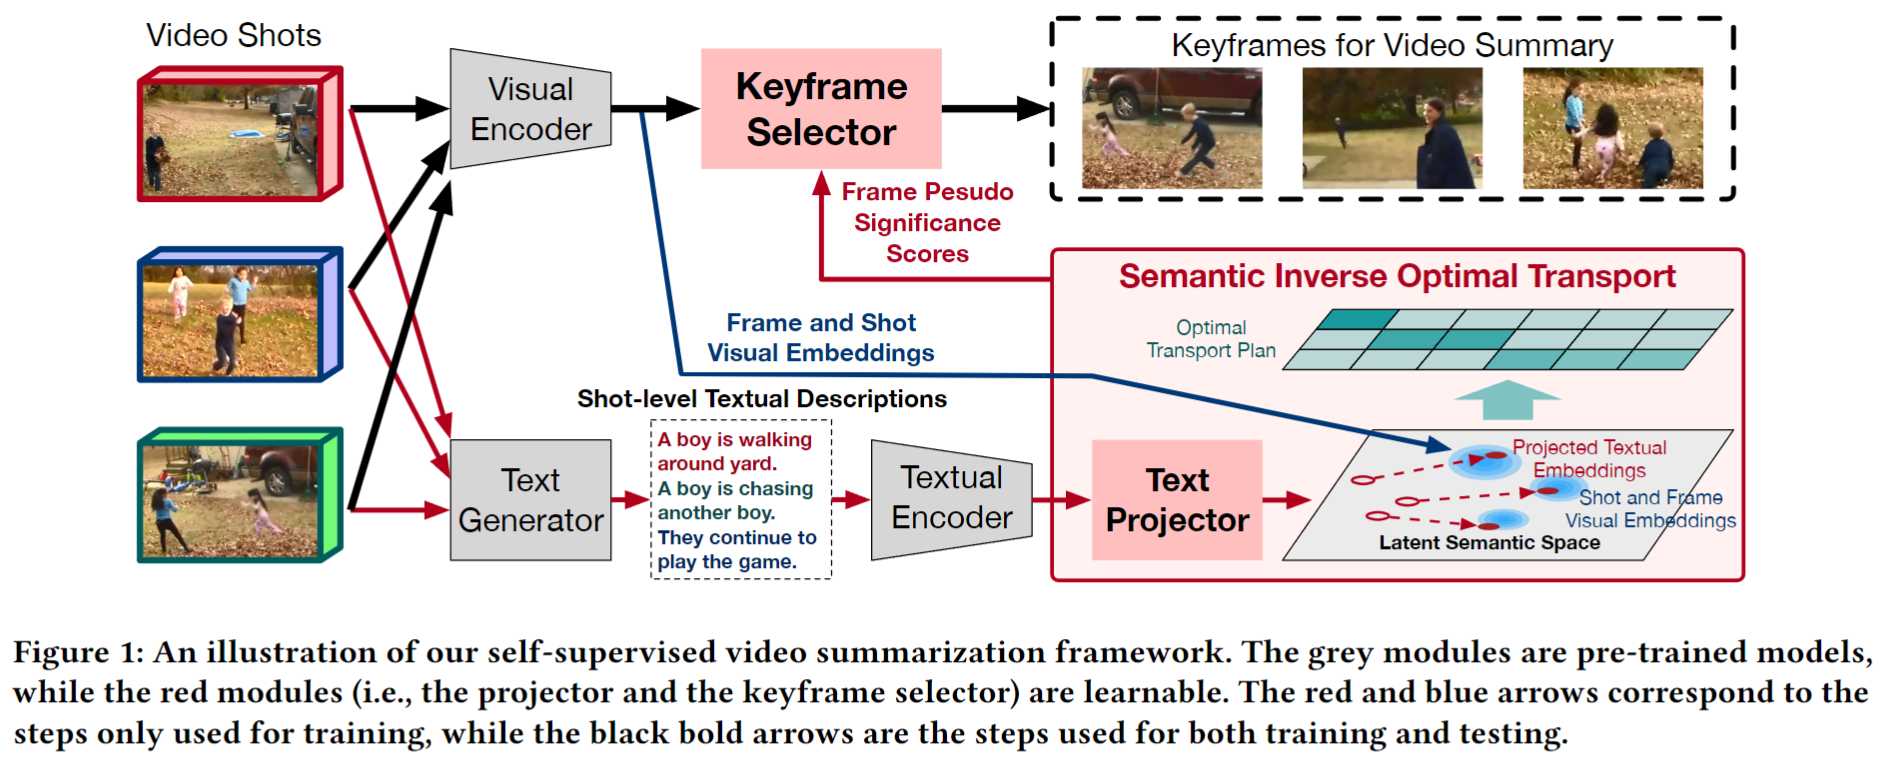 Video Shots
Visual
Encoder
Keyframe
Selector
Keyframes for Video Summary
Frame Pesudo
Significance
Scores
Frame and Shot
Visual Embeddings
Semantic Inverse Optimal Transport
Optimal
Transport Plan
Shot-level Textual Descriptions
Text
Generator
A boy is walking
around yard.
A boy is chasing
another boy.
They continue to
play the game.
Textual
Encoder
Text
Projector
Projected Textual
Embeddings
Shot and Frame
Visual Embeddings
Latent Semantic Space
Figure 1: An illustration of our self-supervised video summarization framework. The grey modules are pre-trained models,
while the red modules (i.e., the projector and the keyframe selector) are learnable. The red and blue arrows correspond to the
steps only used for training, while the black bold arrows are the steps used for both training and testing.